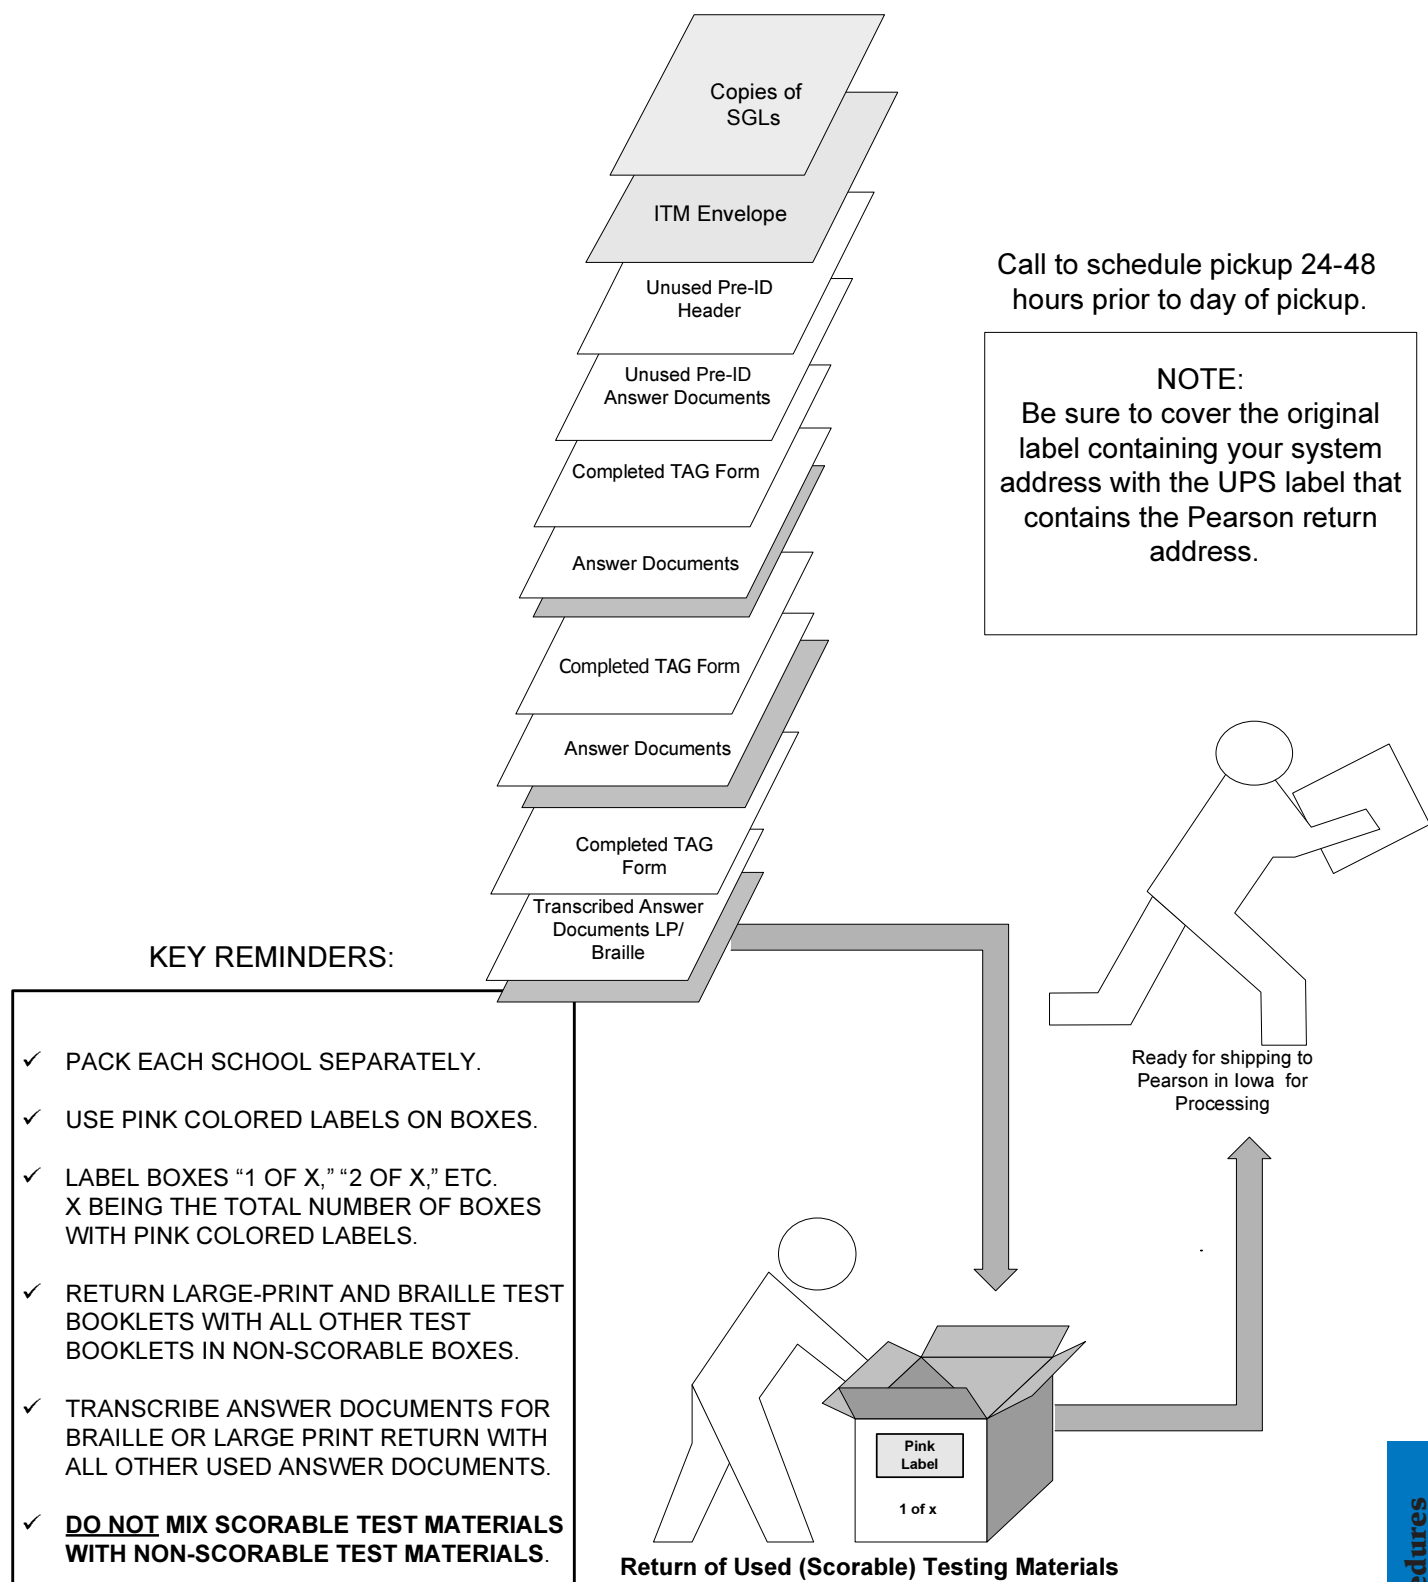 Copies of
SGLs
ITM Envelope
Unused Pre-ID
Header
Unused Pre-ID
Answer Documents
Completed TAG Form
Answer Documents
Completed TAG Form
Answer Documents
Completed TAG
Form
Transcribed Answer
Documents LP/
Braille
Call to schedule pickup 24-48
hours prior to day of pickup.
NOTE:
Be sure to cover the original
label containing your system
address with the UPS label that
contains the Pearson return
address.
KEY REMINDERS:
✓ PACK EACH SCHOOL SEPARATELY.
✓ USE PINK COLORED LABELS ON BOXES.
✓ LABEL BOXES “1 OF X,” “2 OF X,” ETC.
X BEING THE TOTAL NUMBER OF BOXES
WITH PINK COLORED LABELS.
✓ RETURN LARGE-PRINT AND BRAILLE TEST
BOOKLETS WITH ALL OTHER TEST
BOOKLETS IN NON-SCORABLE BOXES.
✓ TRANSCRIBE ANSWER DOCUMENTS FOR
BRAILLE OR LARGE PRINT RETURN WITH
ALL OTHER USED ANSWER DOCUMENTS.
✓ DO NOT MIX SCORABLE TEST MATERIALS
WITH NON-SCORABLE TEST MATERIALS.
Ready for shipping to
Pearson in Iowa  for
Processing
Pink
Label
1 of x
Return of Used (Scorable) Testing Materials